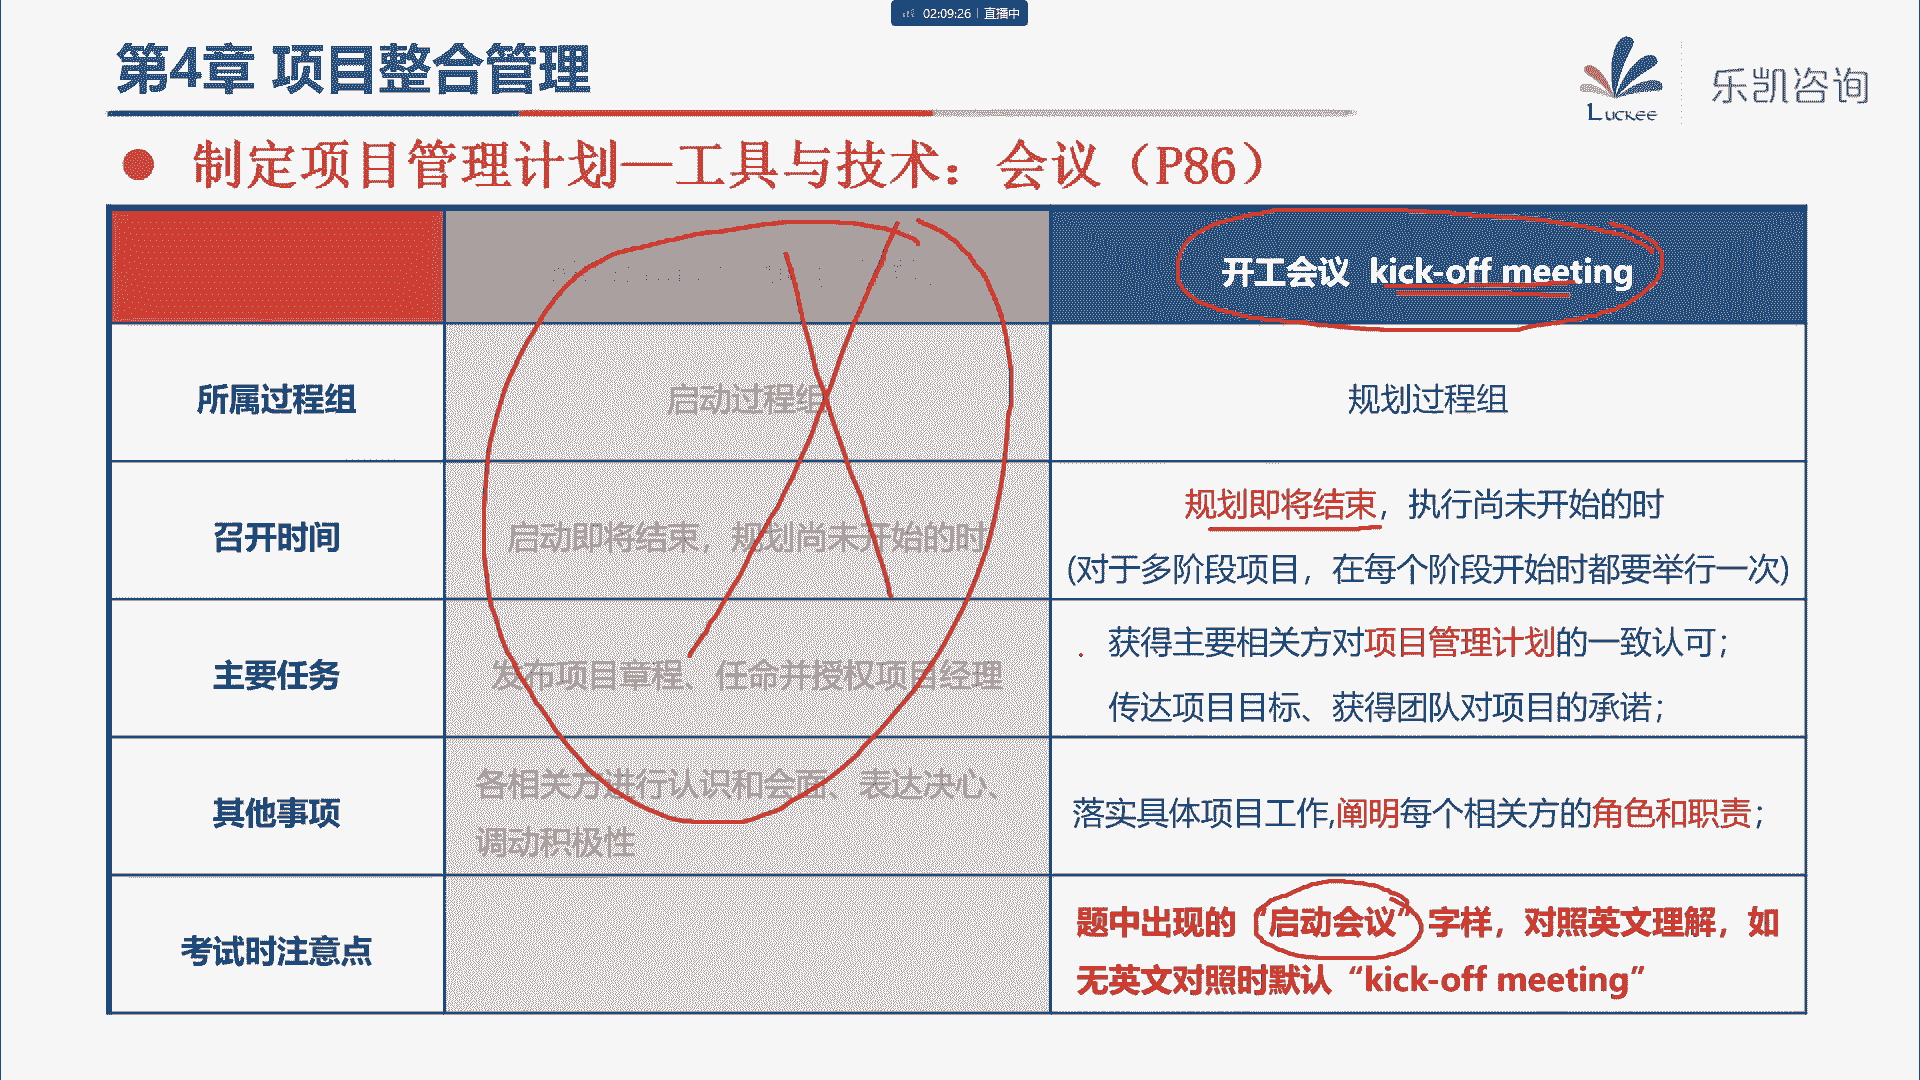 02:09:26 | 直播中
第4章 项目整合管理
Luckee
乐凯咨询
● 制定项目管理计划—工具与技术：会议（P86）
开工会议 kick-off meeting
所属过程组
启动过程组
规划过程组
召开时间
启动即将结束，规划尚未开始的时
规划即将结束，执行尚未开始的时
(对于多阶段项目，在每个阶段开始时都要举行一次)
主要任务
发布项目章程、任命并授权项目经理
获得主要相关方对项目管理计划的一致认可；
传达项目目标、获得团队对项目的承诺；
其他事项
各相关方进行认识和会面、表达决心、
调动积极性
落实具体项目工作,阐明每个相关方的角色和职责；
考试时注意点
题中出现的“启动会议”字样，对照英文理解，如
无英文对照时默认“kick-off meeting”